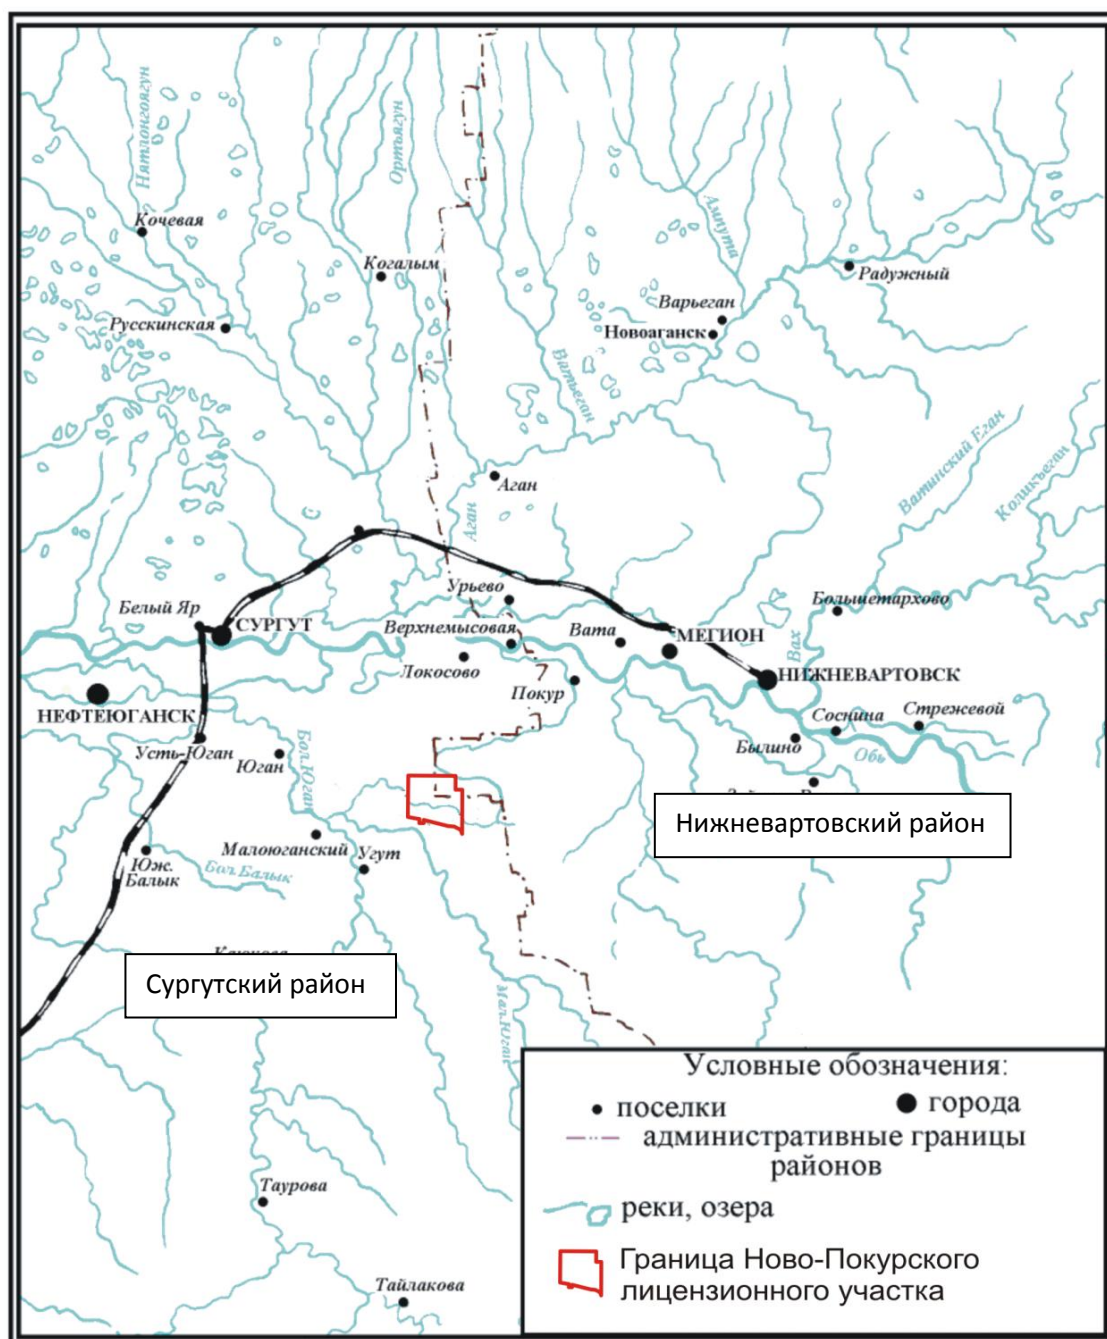 Нятлонгоягун
Ортъягун
Кочевая
Когалым
Ампута
Радужный
Русскинская
Варьеган
Новоаганск
Ватьеган
Аган
Аган
Ватинский Еган
Коликъеган
Урьево
Большетархово
Белый Яр
СУРГУТ
Верхнемысовая
Вата
МЕГИОН
Вах
Локосово
Покур
НИЖНЕВАРТОВСК
НЕФТЕЮГАНСК
Соснина
Стрежевой
Усть-Юган
Юган
Бол.Юган
Былино
Обь
Нижневартовский район
Малоюганский
Угут
Юж.
Балык
Бол.Балык
Сургутский район
Мал.Юган
Таурова
Тайлакова
Условные обозначения:
поселки
города
административные границы
районов
реки, озера
Граница Ново-Покурского
лицензионного участка